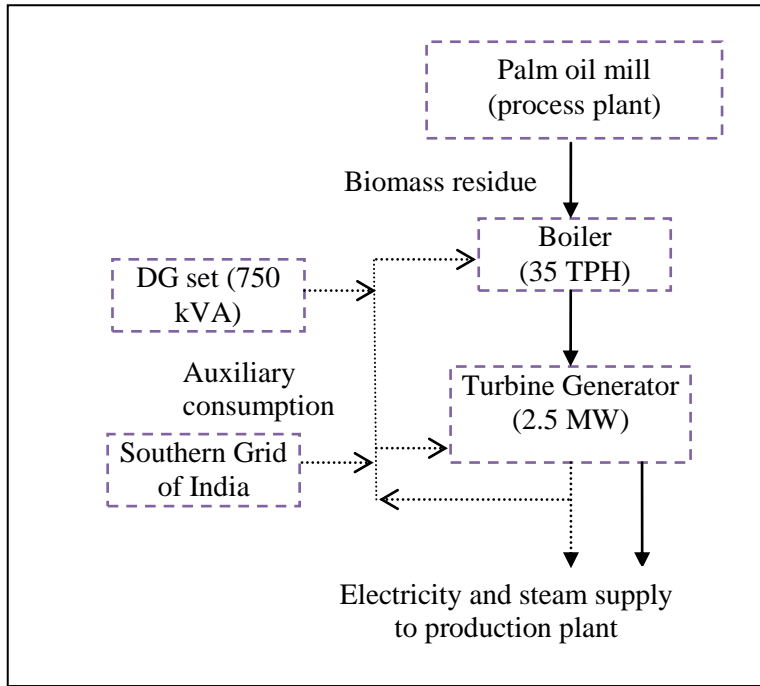 Palm oil mill
(process plant)
Biomass residue
Boiler
(35 TPH)
DG set (750
kVA)
Auxiliary
consumption
Turbine Generator
(2.5 MW)
Southern Grid
of India
Electricity and steam supply
to production plant